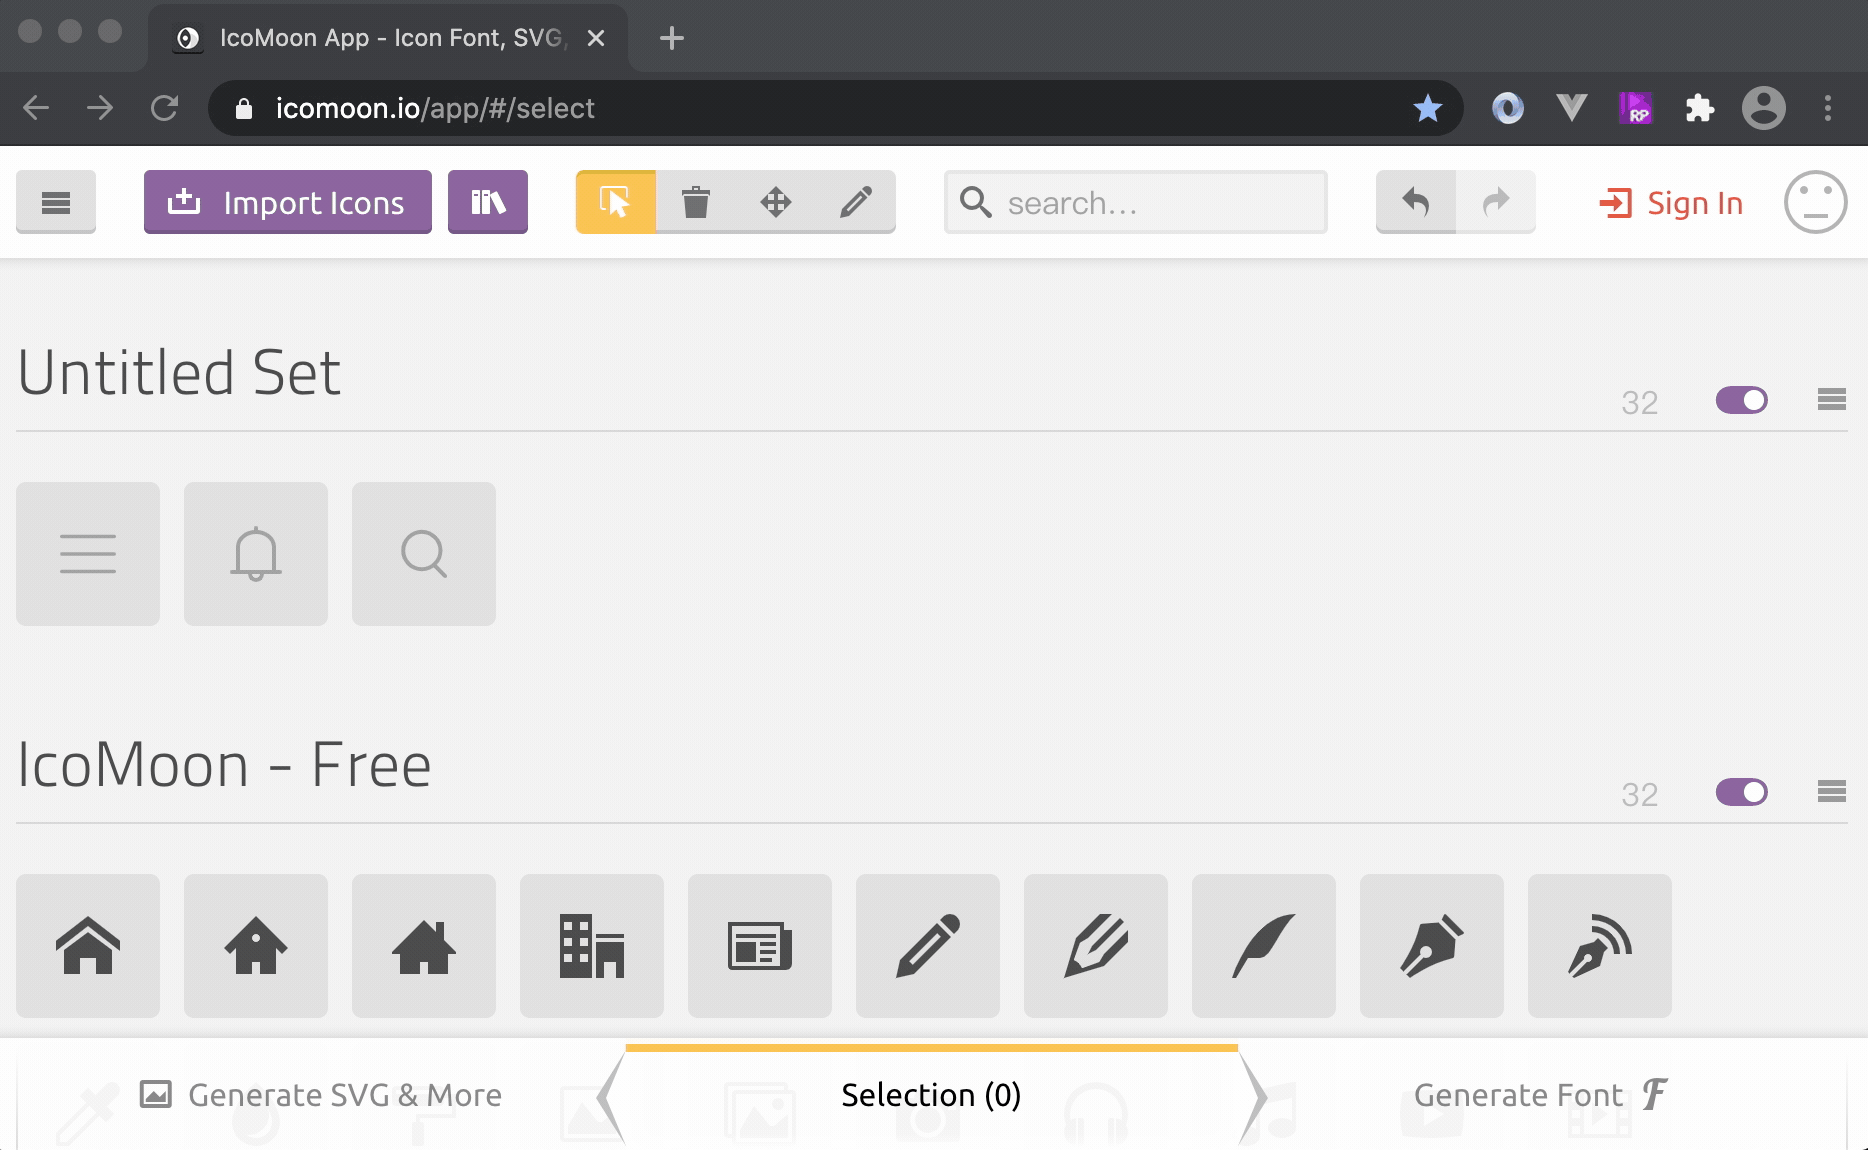 IcoMoon App - Icon Font, SVG,
icomoon.io/app/#/select
RP
Import Icons
search...
Sign In
Untitled Set
32
IcoMoon - Free
32
Generate SVG & More
Selection (0)
Generate Font